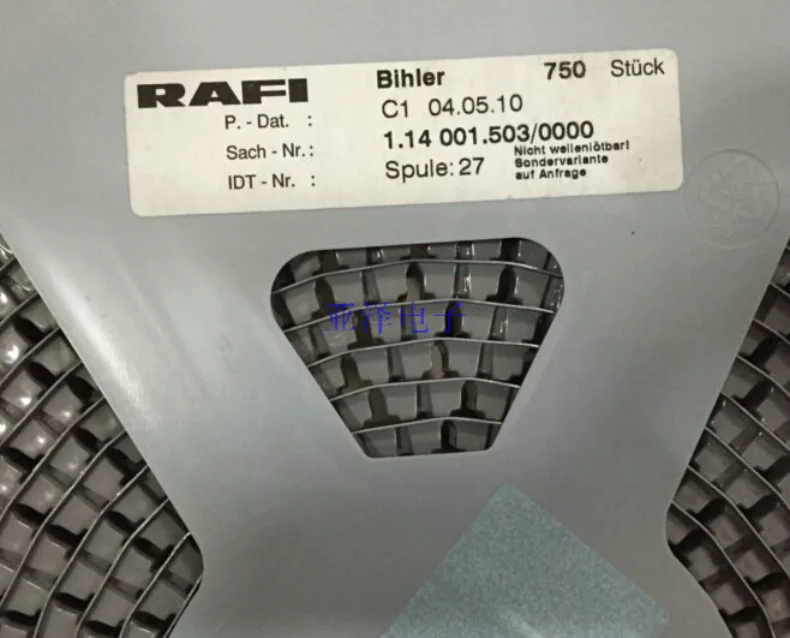 RAFI Bihler 750 Stück
P. - Dat. : C1 04.05.10
Sach - Nr.: 1.14 001.503/0000
IDT - Nr. : Spule: 27
Nicht wellenlötbar!
Sondervariante
auf Anfrage
亚泽电子